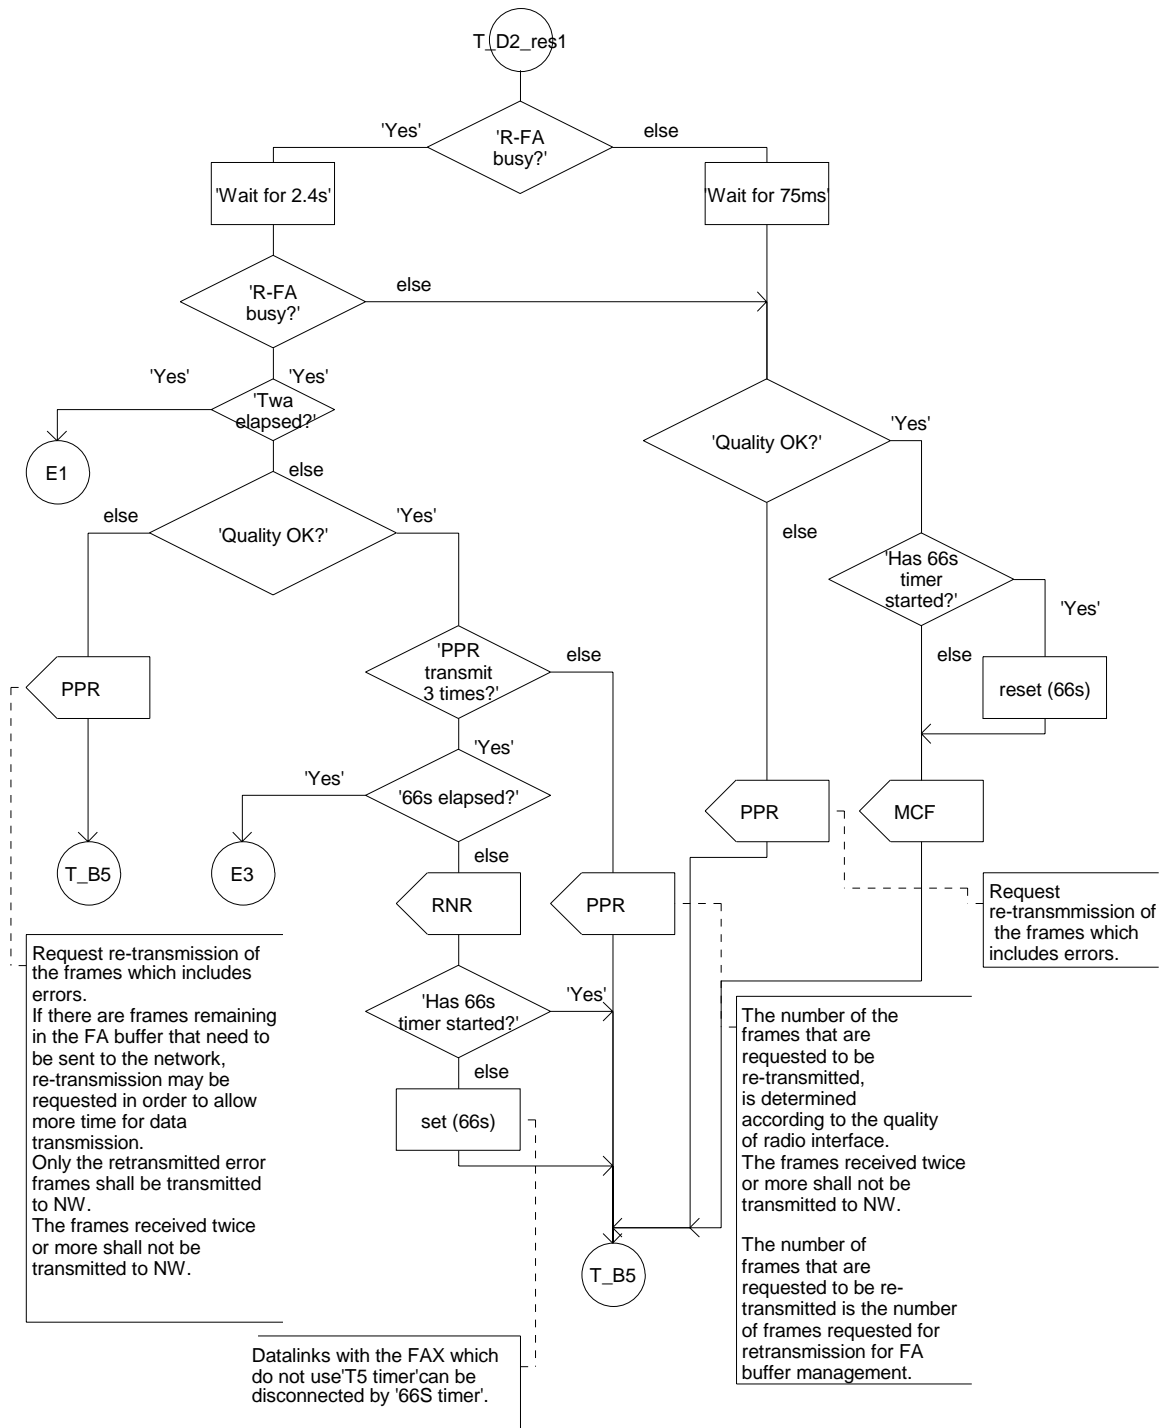 T_D2_res1
'Yes'
'R-FA
busy?'
else
'Wait for 2.4s'
'Wait for 75ms'
'R-FA
busy?'
else
'Yes'
'Yes'
'Twa
elapsed?'
E1
else
'Quality OK?'
'Yes'
else
'Quality OK?'
'Yes'
else
'Has 66s
timer
started?'
'Yes'
else
reset (66s)
'PPR
transmit
3 times?'
else
PPR
'Yes'
'Yes'
'66s elapsed?'
PPR
MCF
else
T_B5
E3
RNR
PPR
Request
re-transmmission of
the frames which
includes errors.
Request re-transmission of
the frames which includes
errors.
If there are frames remaining
in the FA buffer that need to
be sent to the network,
re-transmission may be
requested in order to allow
more time for data
transmission.
Only the retransmitted error
frames shall be transmitted
to NW.
The frames received twice
or more shall not be
transmitted to NW.
'Has 66s
timer started?'
'Yes'
else
set (66s)
The number of the
frames that are
requested to be
re-transmitted,
is determined
according to the quality
of radio interface.
The frames received twice
or more shall not be
transmitted to NW.
The number of
frames that are
requested to be re-
transmitted is the number
of frames requested for
retransmission for FA
buffer management.
T_B5
Datalinks with the FAX which
do not use'T5 timer'can be
disconnected by '66S timer'.